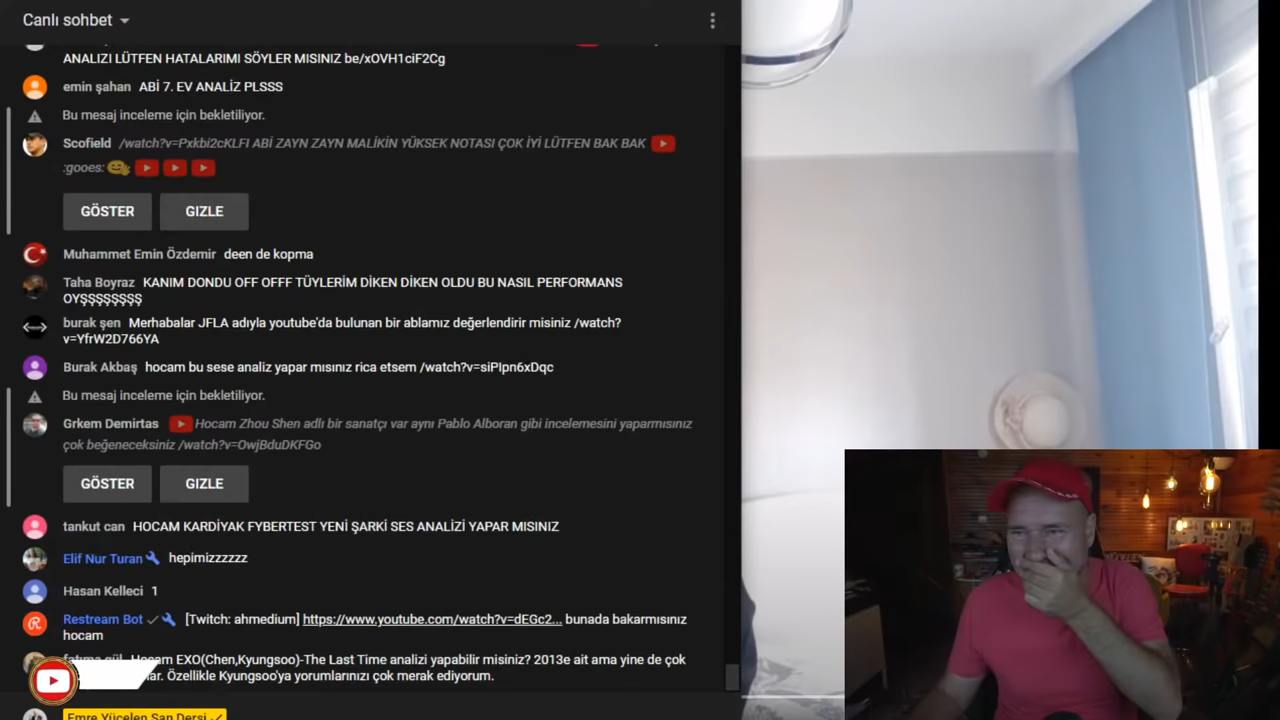 Canlı sohbet
ANALIZI LÜTFEN HATALARIMI SÖYLER MISINIZ be/xOVH1ciF2Cg
emin şahan ABİ 7. EV ANALİZ PLSSS
Bu mesaj inceleme için bekletiliyor.
Scofield /watch?v=Pxkbi2cKLFI ABİ ZAYN ZAYN MALİKİN YÜKSEK NOTASI ÇOK İYİ LÜTFEN BAK BAK
:gooes:
GÖSTER GIZLE
Muhammet Emin Özdemir deen de kopma
Taha Boyraz KANIM DONDU OFF OFFF TÜYLERİM DİKEN DİKEN OLDU BU NASIL PERFORMANS
OYŞŞŞŞŞŞŞŞ
burak şen Merhabalar JFLA adıyla youtube'da bulunan bir ablamız değerlendirir misiniz /watch?
v=YfrW2D766YA
Burak Akbaş hocam bu sese analiz yapar mısınız rica etsem /watch?v=siPIpn6xDqc
Bu mesaj inceleme için bekletiliyor.
Grkem Demirtas Hocam Zhou Shen adlı bir sanatçı var aynı Pablo Alboran gibi incelemesini yaparmısınız
çok beğeneceksiniz /watch?v=OwjBduDKFGo
GÖSTER GIZLE
tankut can HOCAM KARDİYAK FYBERTEST YENİ ŞARKİ SES ANALİZİ YAPAR MISINIZ
Elif Nur Turan hepimizzzzzz
Hasan Kelleci 1
Restream Bot [Twitch: ahmedium] https://www.youtube.com/watch?v=dEGc2... bunada bakarmısınız
hocam
fatıma gül Hocam EXO(Chen,Kyungsoo)-The Last Time analizi yapabilir misiniz? 2013e ait ama yine de çok
Özellikle Kyungsoo'ya yorumlarınızı çok merak ediyorum.
Emre Yücelen Şan Dersi